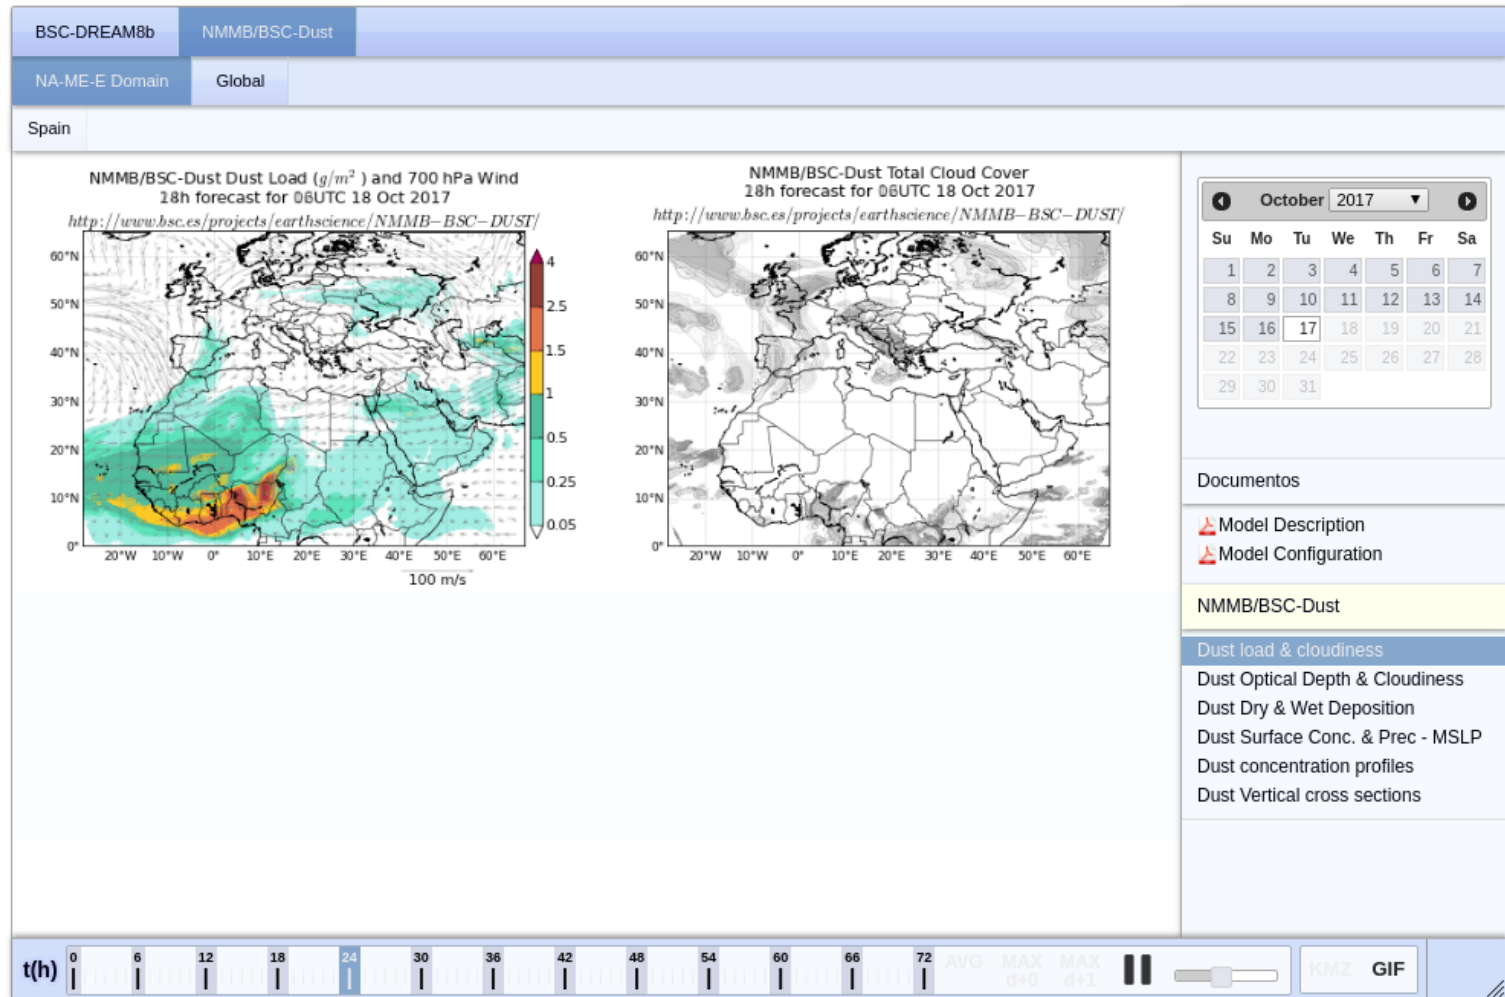 BSC-DREAM8b NMMB/BSC-Dust
NA-ME-E Domain Global
Spain
NMMB/BSC-Dust Dust Load (g/m² ) and 700 hPa Wind
forecast for UTC 18 Oct 2017
http://www.bsc.es/projects/earthscience/NMMB−BSC−DUST/
60°N
50°N
40°N
30°N
20°N
10°N
0°
20°W 10°W 0° 10°E 20°E 30°E 40°E 50°E 60°E
100 m/s
4
2.5
1.5
1
0.5
0.25
0.05
NMMB/BSC-Dust Total Cloud Cover
forecast for UTC 18 Oct 2017
http://www.bsc.es/projects/earthscience/NMMB−BSC−DUST/
60°N
50°N
40°N
30°N
20°N
10°N
0°
20°W 10°W 0° 10°E 20°E 30°E 40°E 50°E 60°E
October 2017
Su Mo Tu We Th Fr Sa
1 2 3 4 5 6 7
8 9 10 11 12 13 14
15 16 17 18 19 20 21
22 23 24 25 26 27 28
29 30 31
Documentos
Model Description
Model Configuration
NMMB/BSC-Dust
Dust load & cloudiness
Dust Optical Depth & Cloudiness
Dust Dry & Wet Deposition
Dust Surface Conc. & Prec - MSLP
Dust concentration profiles
Dust Vertical cross sections
t(h) 0 6 12 18 24 30 36 42 48 54 60 66 72 AVG MAX d+0 MAX d+1 KMZ GIF